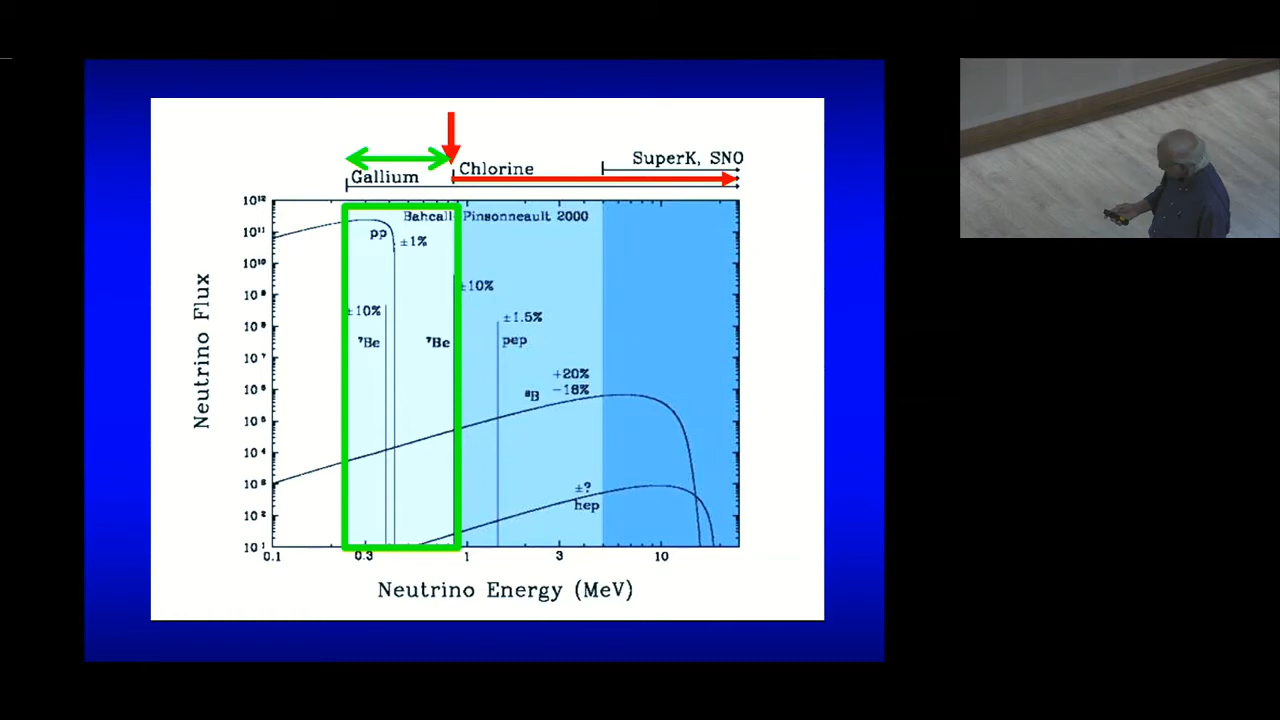 SuperK, SNO
Chlorine
Gallium
Bahcall-Pinsonneault 2000
pp
±1%
±10%
±10%
⁷Be
⁷Be
±1.5%
pep
+20%
−16%
⁸B
±?
hep
10¹²
10¹¹
10¹⁰
10⁹
10⁸
10⁷
10⁶
10⁵
10⁴
10³
10²
10¹
0.1
0.3
1
3
10
Neutrino Flux
Neutrino Energy (MeV)